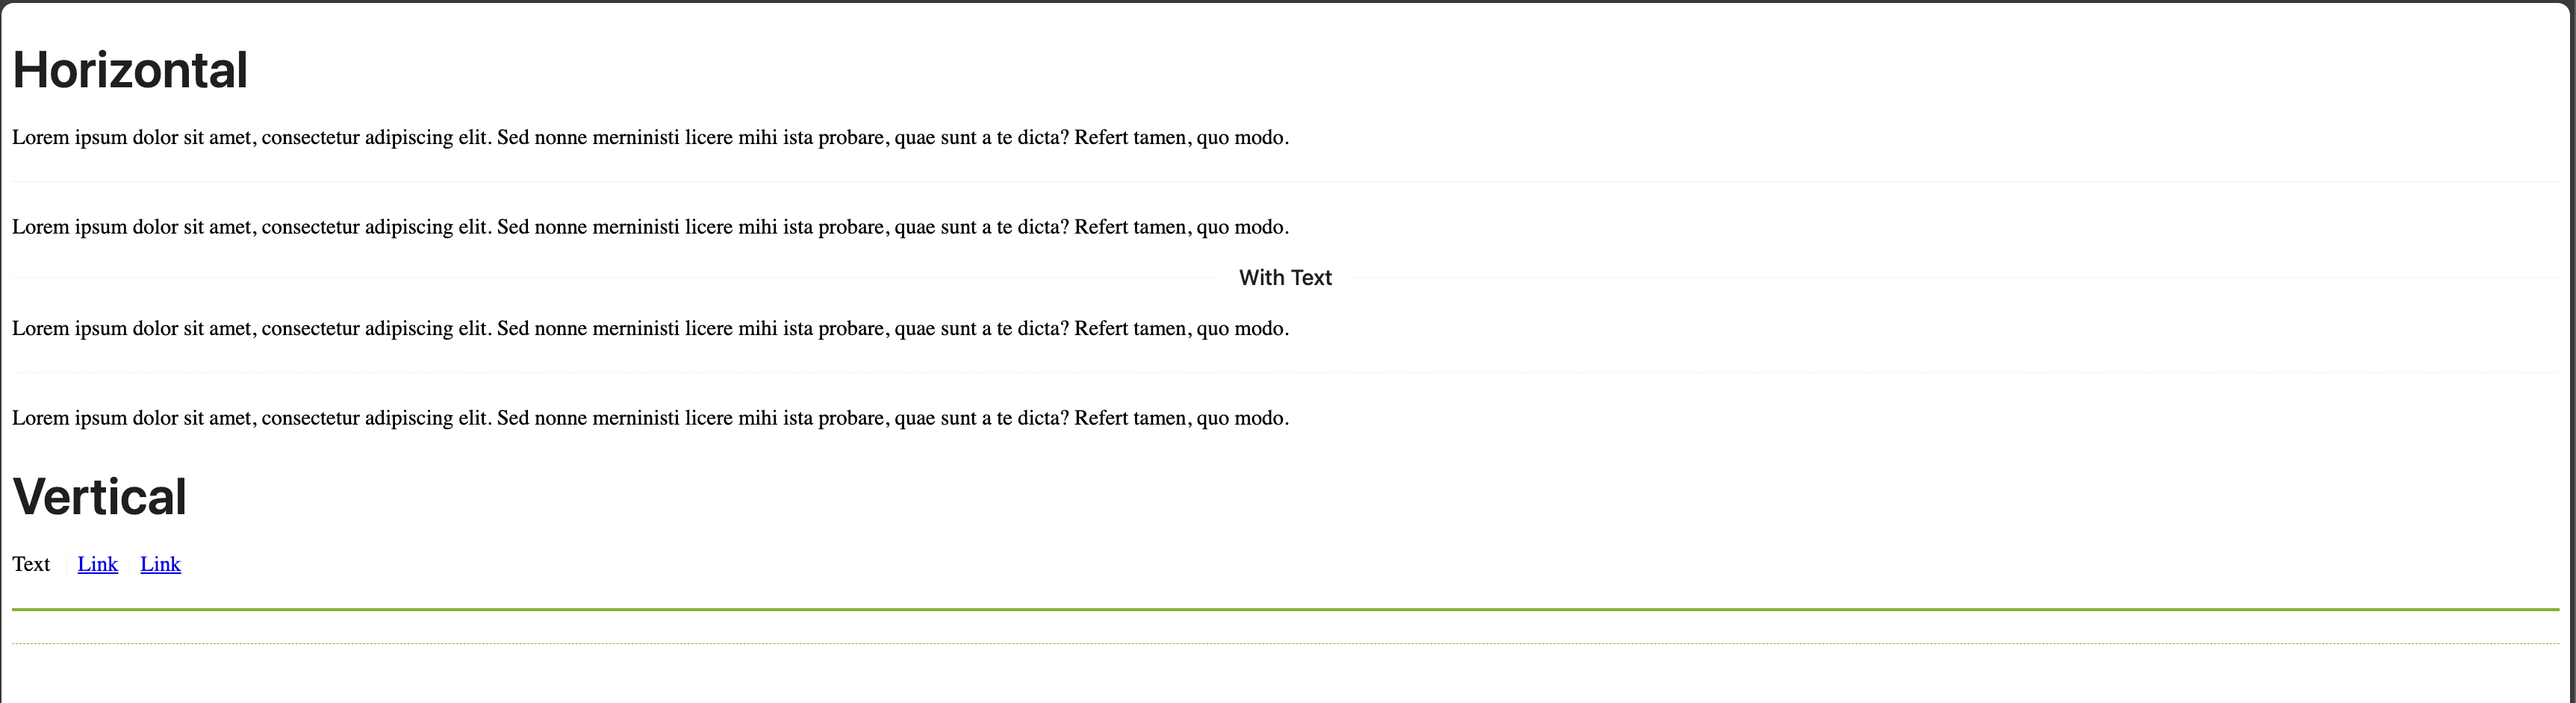 Horizontal
Lorem ipsum dolor sit amet, consectetur adipiscing elit. Sed nonne merninisti licere mihi ista probare, quae sunt a te dicta? Refert tamen, quo modo.
Lorem ipsum dolor sit amet, consectetur adipiscing elit. Sed nonne merninisti licere mihi ista probare, quae sunt a te dicta? Refert tamen, quo modo.
With Text
Lorem ipsum dolor sit amet, consectetur adipiscing elit. Sed nonne merninisti licere mihi ista probare, quae sunt a te dicta? Refert tamen, quo modo.
Lorem ipsum dolor sit amet, consectetur adipiscing elit. Sed nonne merninisti licere mihi ista probare, quae sunt a te dicta? Refert tamen, quo modo.
Vertical
Text Link Link